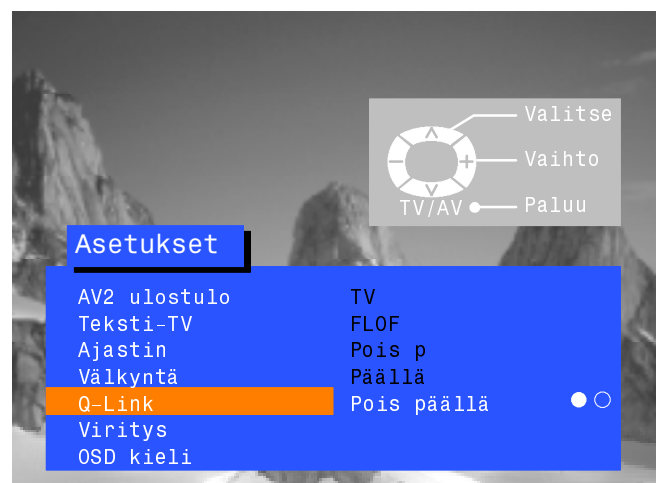 Valitse
Vaihto
TV/AV Paluu
Asetukset
AV2 ulostulo TV
Teksti-TV FLOF
Ajastin Pois p
Välkyntä Päällä
Q-Link Pois päällä
Viritys
OSD kieli